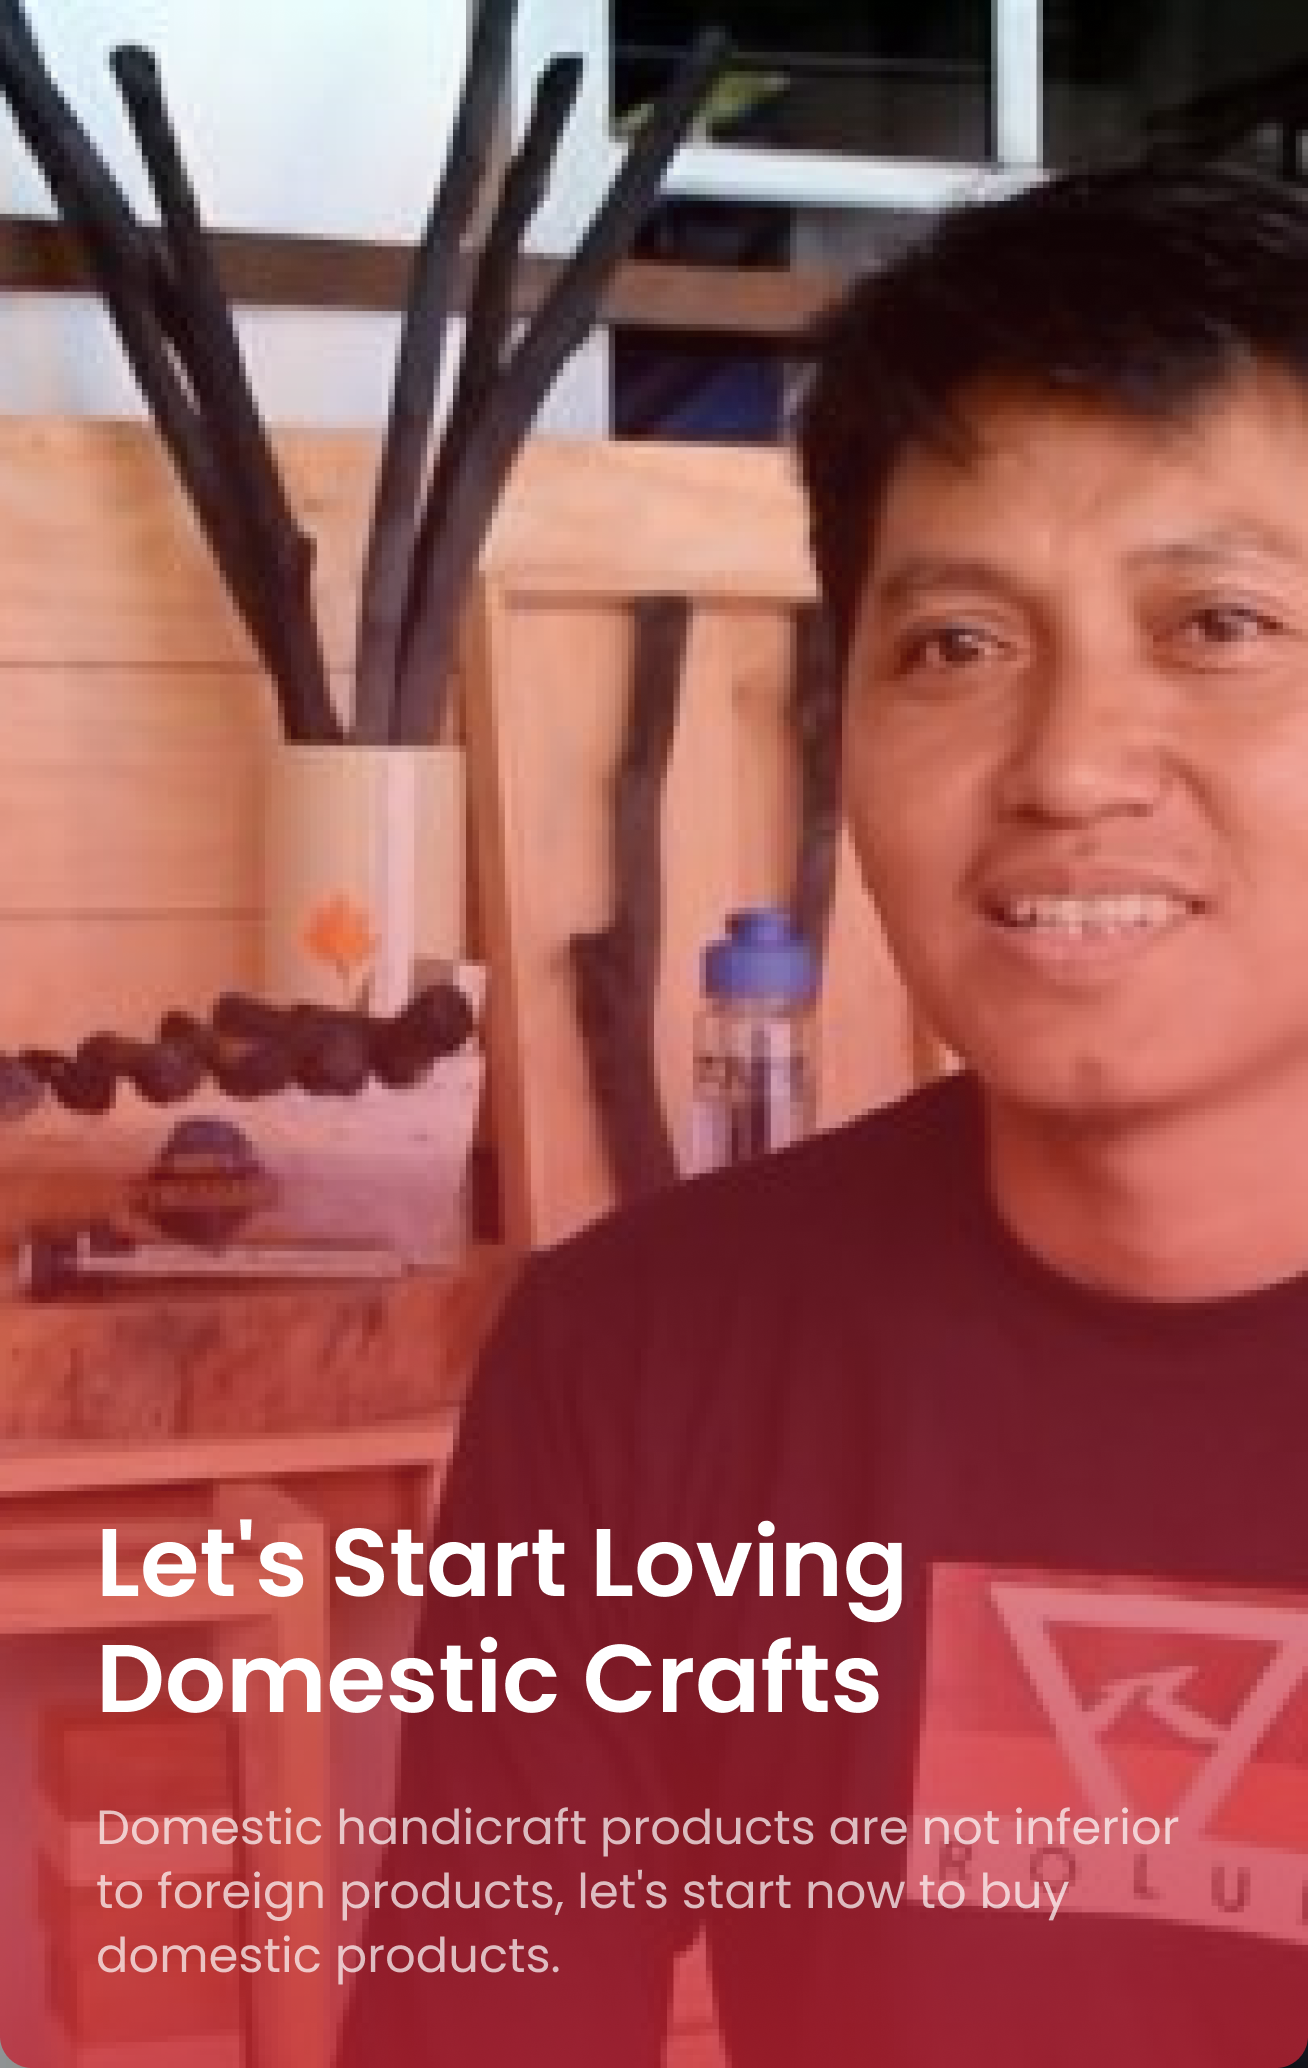 Let's Start Loving
Domestic Crafts
Domestic handicraft products are not inferior
to foreign products, let's start now to buy
domestic products.